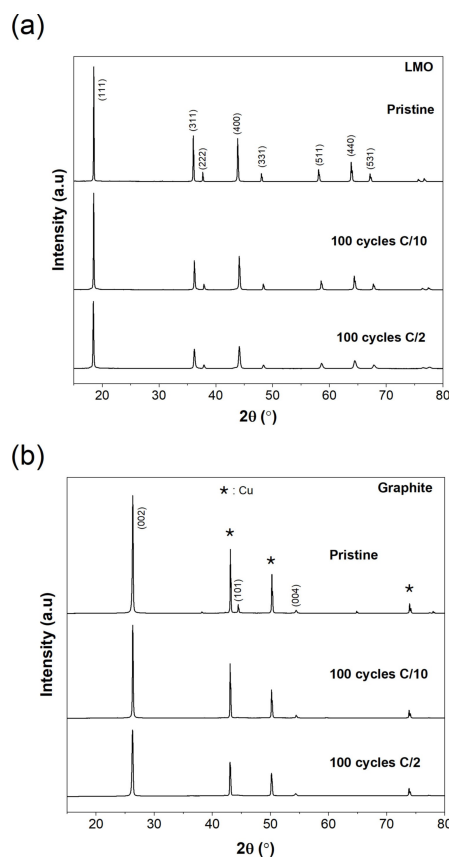 (a)
LMO
Pristine
(111)
(311)
(222)
(400)
(331)
(511)
(440)
(531)
100 cycles C/10
100 cycles C/2
Intensity (a.u)
20 30 40 50 60 70 80
2θ (°)
(b)
* : Cu
Graphite
Pristine
(002)
*
(101)
*
(004)
*
100 cycles C/10
100 cycles C/2
Intensity (a.u)
20 30 40 50 60 70 80
2θ (°)